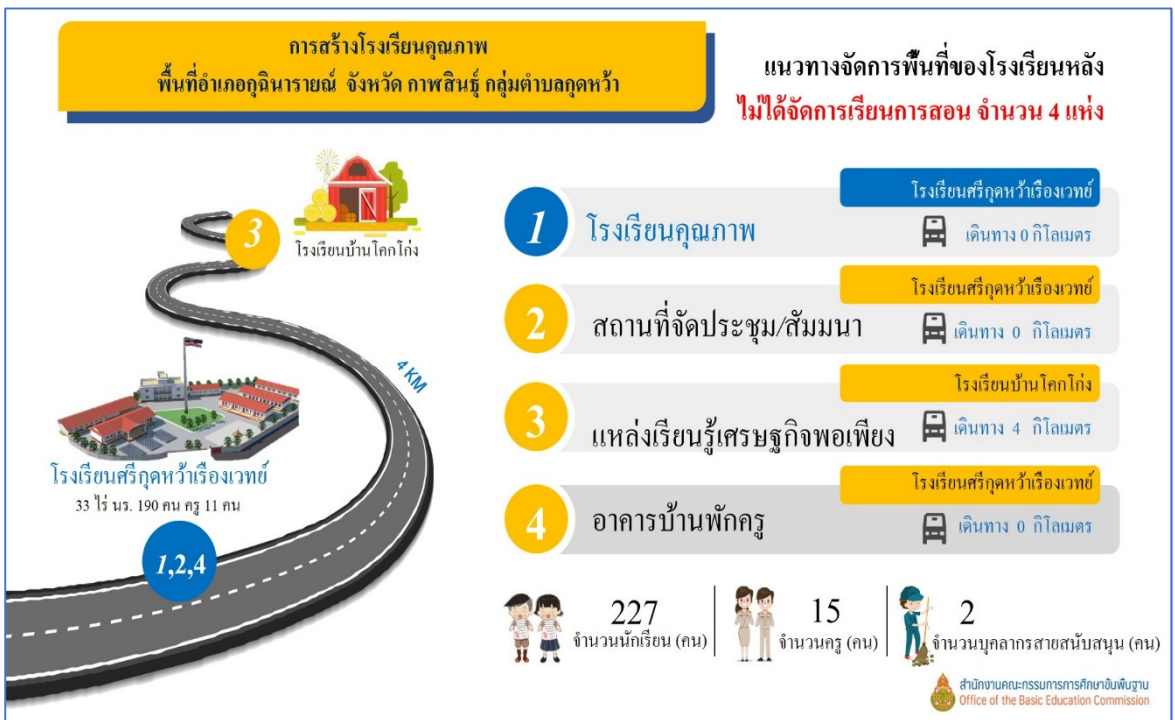 การสร้างโรงเรียนคุณภาพ
พื้นที่อำเภอกุฉินารายณ์ จังหวัด กาฬสินธุ์ กลุ่มตำบลกุดหว้า
แนวทางจัดการพื้นที่ของโรงเรียนหลัง
ไม่ได้จัดการเรียนการสอน จำนวน 4 แห่ง
3
โรงเรียนบ้านโคกโก่ง
4 KM
โรงเรียนศรีกุดหว้าเรืองเวทย์
33 ไร่ นร. 190 คน ครู 11 คน
1,2,4
1
โรงเรียนคุณภาพ
โรงเรียนศรีกุดหว้าเรืองเวทย์
เดินทาง 0 กิโลเมตร
2
สถานที่จัดประชุม/สัมมนา
โรงเรียนศรีกุดหว้าเรืองเวทย์
เดินทาง 0 กิโลเมตร
3
แหล่งเรียนรู้เศรษฐกิจพอเพียง
โรงเรียนบ้านโคกโก่ง
เดินทาง 4 กิโลเมตร
4
อาคารบ้านพักครู
โรงเรียนศรีกุดหว้าเรืองเวทย์
เดินทาง 0 กิโลเมตร
227
จำนวนนักเรียน (คน)
15
จำนวนครู (คน)
2
จำนวนบุคลากรสายสนับสนุน (คน)
สำนักงานคณะกรรมการการศึกษาขั้นพื้นฐาน
Office of the Basic Education Commission